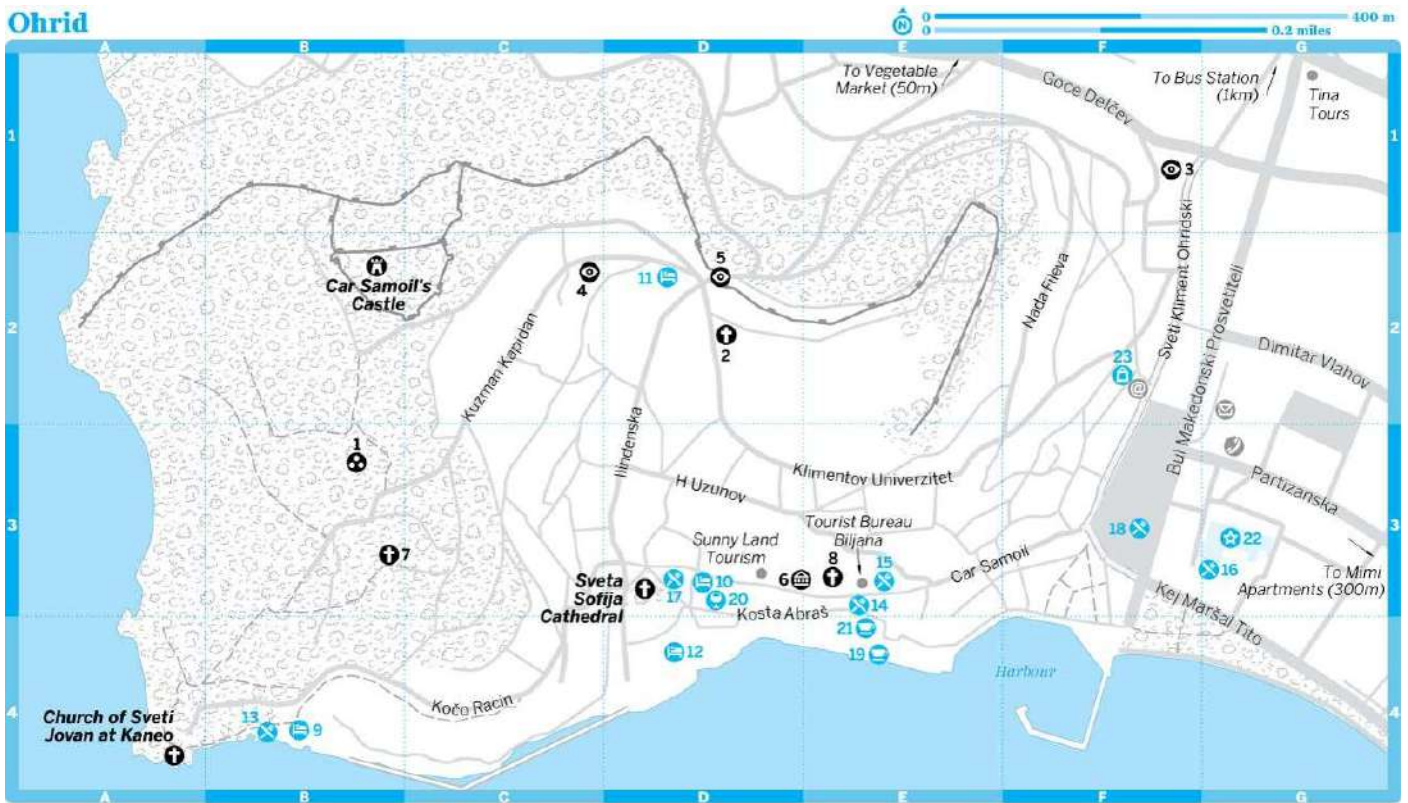 Ohrid
N
0 400 m
0 0.2 miles
A B C D E F G
1
To Vegetable
Market (50m)
Goce Delčev
To Bus Station
(1km)
Tina
Tours
1
3
Sveti Kliment Ohridski
Car Samoil's
Castle
4
11
5
2
2
2
Nada Fileva
Bul Makedonski Prosvetiteli
Dimitar Vlahov
23
@
Kuzman Kapidan
1
Ilindenska
H Uzunov
Klimentov Univerzitet
Partizanska
3
3
7
Sunny Land
Tourism
Tourist Bureau
Biljana
Car Samoil
18
22
16
To Mimi
Apartments (300m)
Sveta
Sofija
Cathedral
17
10
20
6
8
15
14
Kosta Abraš
21
19
12
Kej Maršal Tito
Harbour
Kočo Racin
4
4
Church of Sveti
Jovan at Kaneo
13
9
A B C D E F G